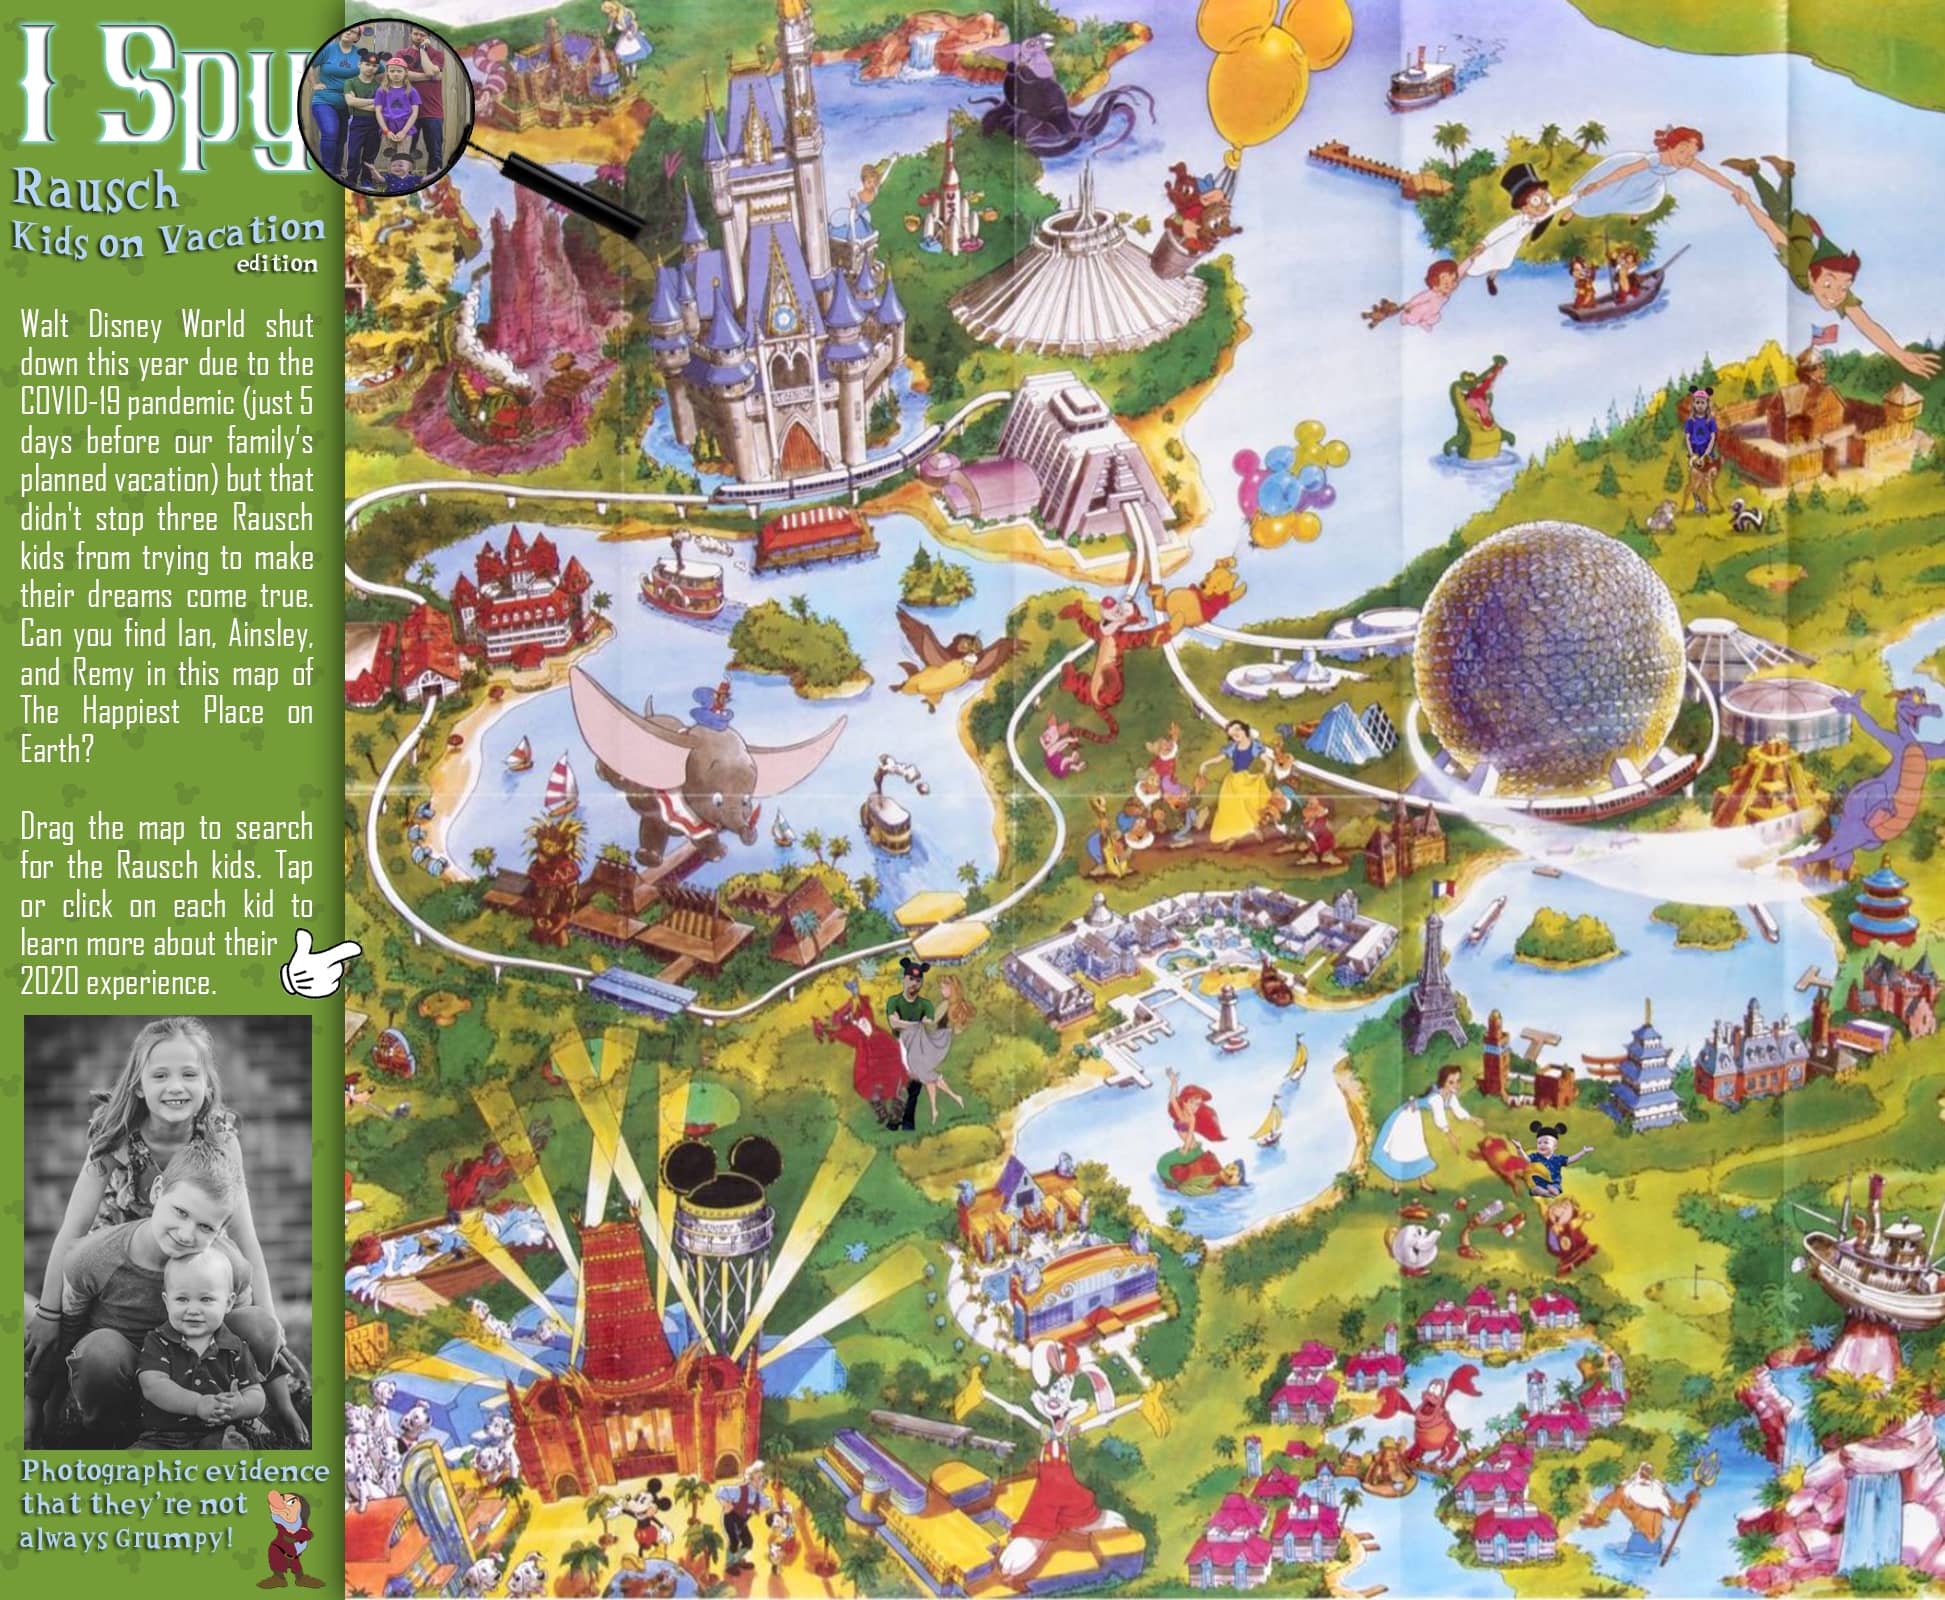 I Spy
Rausch
Kids on Vacation
edition
Walt Disney World shut
down this year due to the
COVID-19 pandemic (just 5
days before our family's
planned vacation) but that
didn't stop three Rausch
kids from trying to make
their dreams come true.
Can you find Ian, Ainsley,
and Remy in this map of
The Happiest Place on
Earth?
Drag the map to search
for the Rausch kids. Tap
or click on each kid to
learn more about their
2020 experience.
Photographic evidence
that they're not
always Grumpy!